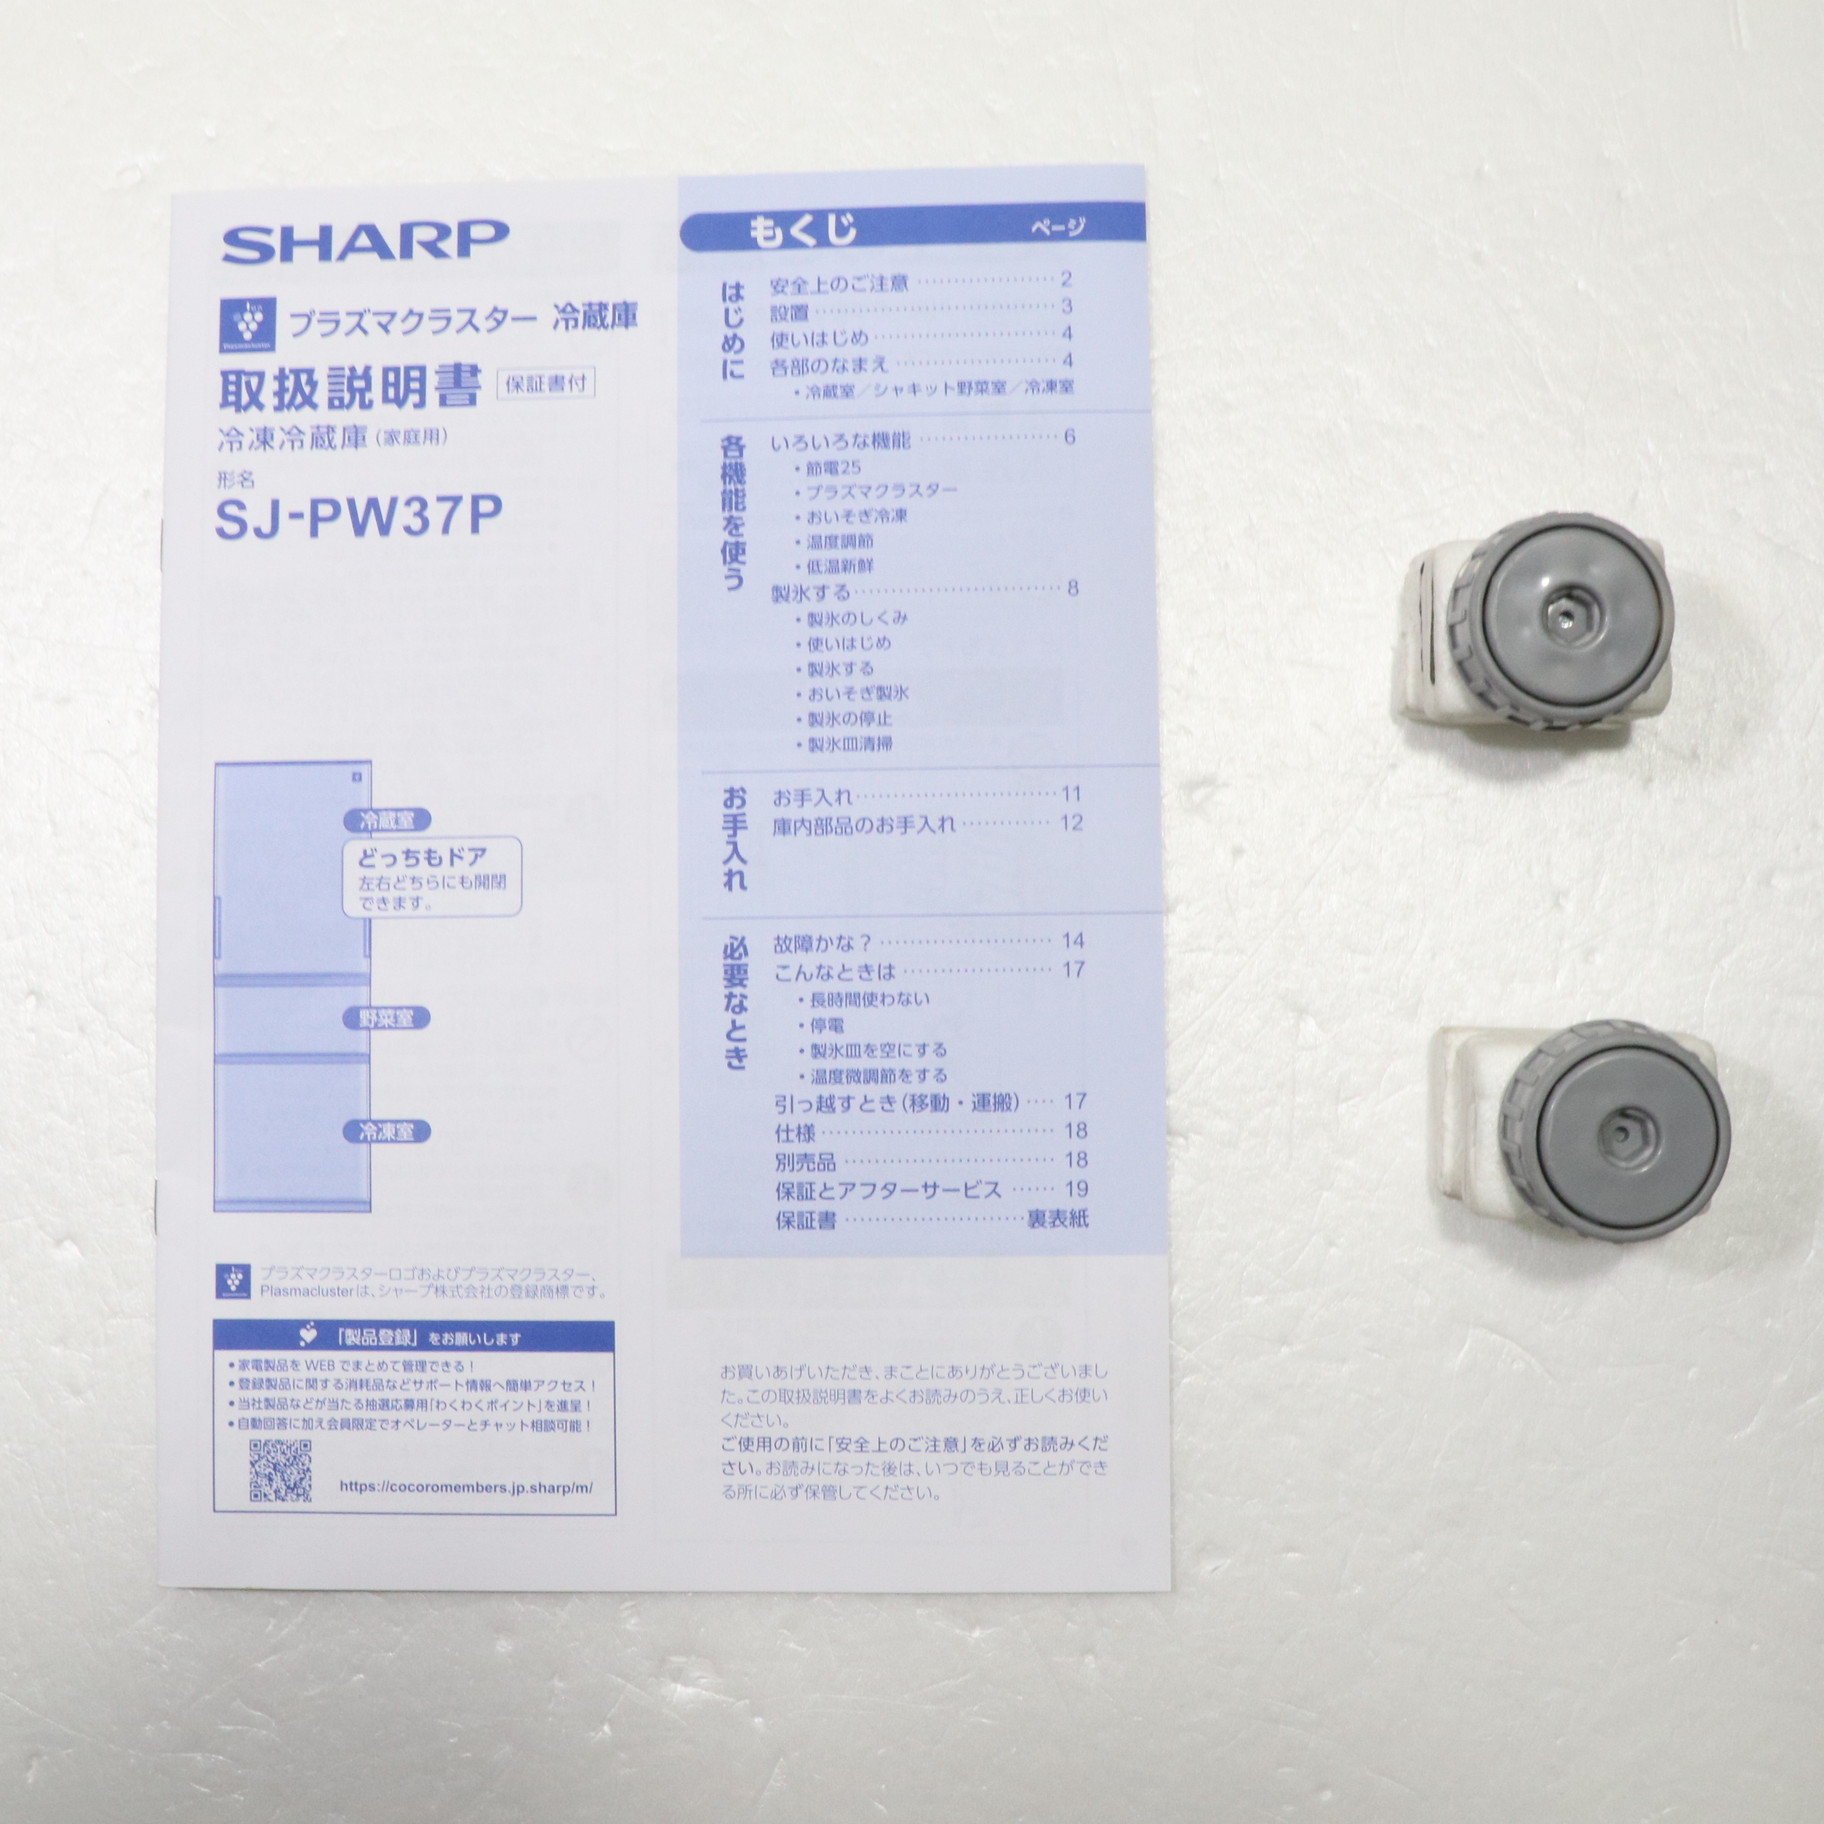 SHARP
プラズマクラスター 冷蔵庫
取扱説明書 保証書付
冷凍冷蔵庫(家庭用)
形名
SJ-PW37P
冷蔵室
どっちもドア
左右どちらにも開閉
できます。
野菜室
冷凍室
プラズマクラスターロゴおよびプラズマクラスター、
Plasmaclusterは、シャープ株式会社の登録商標です。
「製品登録」をお願いします
•家電製品をWEBでまとめて管理できる!
•登録製品に関する消耗品などサポート情報へ簡単アクセス!
•当社製品などが当たる抽選応募用「わくわくポイント」を進呈!
•自動回答に加え会員限定でオペレーターとチャット相談可能!
https://cocoromembers.jp.sharp/m/
もくじ ページ
はじめに
安全上のご注意 2
設置 3
使いはじめ 4
各部のなまえ 4
・冷蔵室/シャキット野菜室/冷凍室
各機能を使う
いろいろな機能 6
・節電25
・プラズマクラスター
・おいそぎ冷凍
・温度調節
・低温新鮮
製氷する 8
・製氷のしくみ
・使いはじめ
・製氷する
・おいそぎ製氷
・製氷の停止
・製氷皿清掃
お手入れ
お手入れ 11
庫内部品のお手入れ 12
必要なとき
故障かな? 14
こんなときは 17
・長時間使わない
・停電
・製氷皿を空にする
・温度微調節をする
引っ越すとき(移動・運搬) 17
仕様 18
別売品 18
保証とアフターサービス 19
保証書 裏表紙
お買いあげいただき、まことにありがとうございまし
た。この取扱説明書をよくお読みのうえ、正しくお使い
ください。
ご使用の前に「安全上のご注意」を必ずお読みくだ
さい。お読みになった後は、いつでも見ることができ
る所に必ず保管してください。